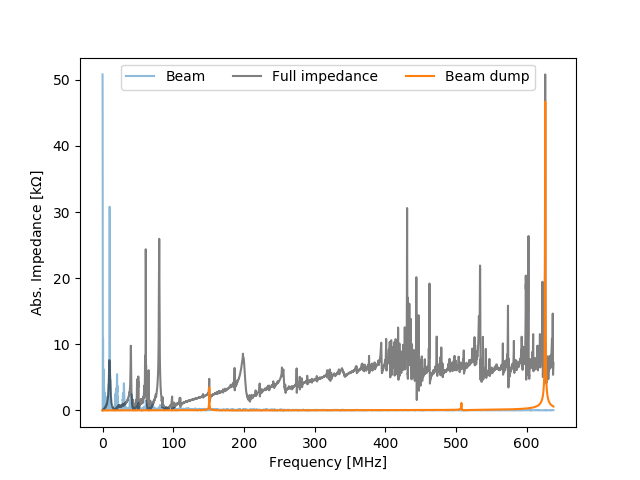 Beam Full impedance Beam dump
Abs. Impedance [kΩ]
50
40
30
20
10
0
0 100 200 300 400 500 600
Frequency [MHz]